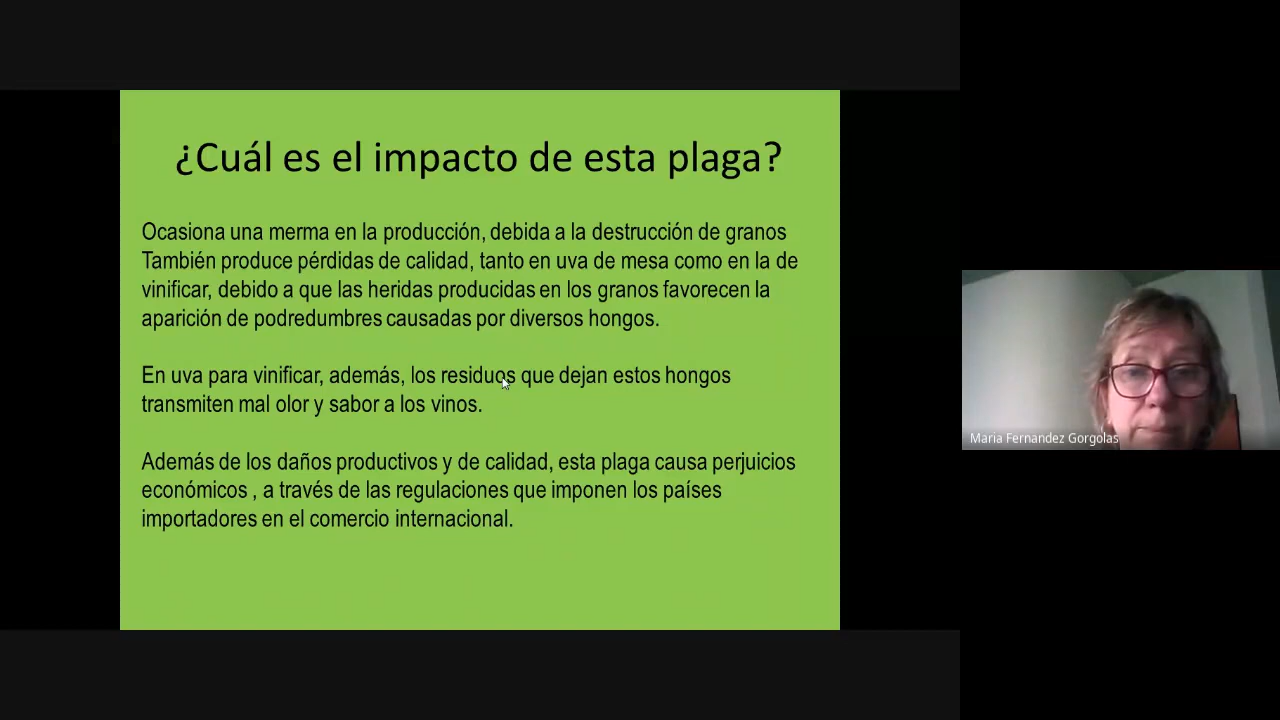 ¿Cuál es el impacto de esta plaga?
Ocasiona una merma en la producción, debida a la destrucción de granos
También produce pérdidas de calidad, tanto en uva de mesa como en la de
vinificar, debido a que las heridas producidas en los granos favorecen la
aparición de podredumbres causadas por diversos hongos.
En uva para vinificar, además, los residuos que dejan estos hongos
transmiten mal olor y sabor a los vinos.
Además de los daños productivos y de calidad, esta plaga causa perjuicios
económicos , a través de las regulaciones que imponen los países
importadores en el comercio internacional.
Maria Fernandez Gorgolas